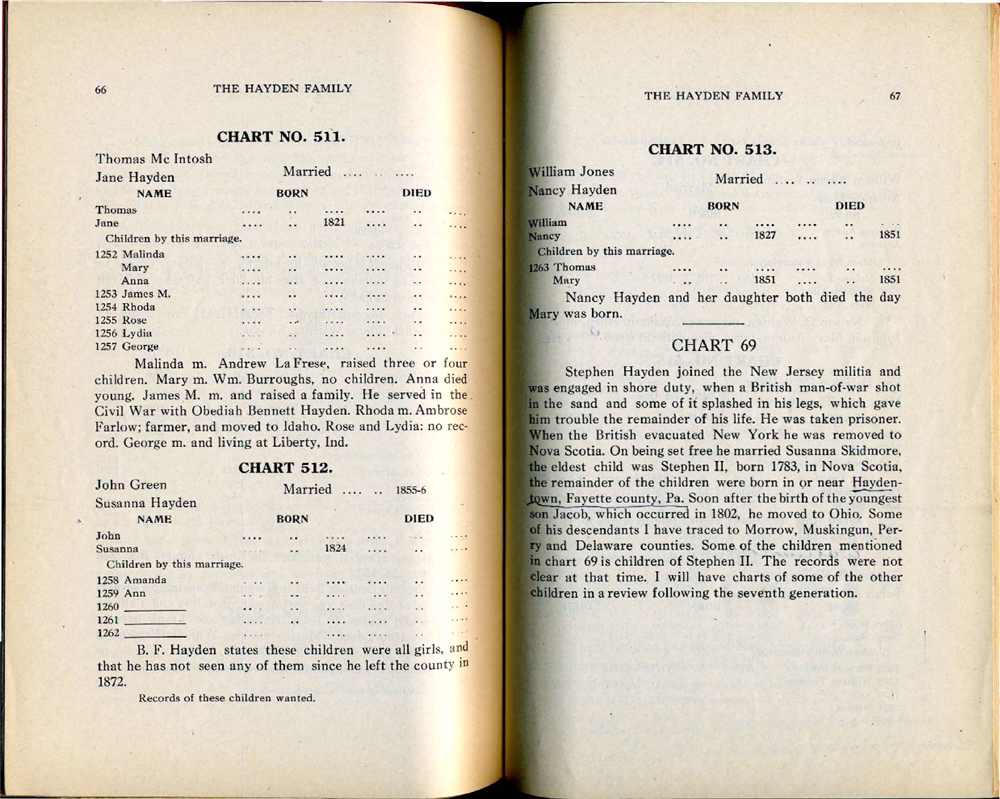 66 THE HAYDEN FAMILY
CHART NO. 511.
Thomas Mc Intosh
Jane Hayden Married .... .. ....
NAME BORN DIED
Thomas .... .. .... .... .. ....
Jane .... .. 1821 .... .. ....
Children by this marriage.
1252 Malinda .... .. .... .... .. ....
Mary .... .. .... .... .. ....
Anna .... .. .... .... .. ....
1253 James M. .... .. .... .... .. ....
1254 Rhoda .... .. .... .... .. ....
1255 Rose .... .. .... .... .. ....
1256 Lydia .... .. .... .... .. ....
1257 George .... .. .... .... .. ....
Malinda m. Andrew La Frese, raised three or four
children. Mary m. Wm. Burroughs, no children. Anna died
young. James M. m. and raised a family. He served in the
Civil War with Obediah Bennett Hayden. Rhoda m. Ambrose
Farlow; farmer, and moved to Idaho. Rose and Lydia: no rec-
ord. George m. and living at Liberty, Ind.
CHART 512.
John Green
Susanna Hayden Married .... .. 1855-6
NAME BORN DIED
John .... .. .... .... .. ....
Susanna .. 1824 .... .. ....
Children by this marriage.
1258 Amanda .... .. .... .... .. ....
1259 Ann .... .. .... .... .. ....
1260 ________ .... .. .... .... .. ....
1261 ________ .... .. .... .... .. ....
1262 ________ .... .. .... .... .. ....
B. F. Hayden states these children were all girls, and
that he has not seen any of them since he left the county in
1872.
Records of these children wanted.
THE HAYDEN FAMILY 67
CHART NO. 513.
William Jones
Nancy Hayden Married .... .. ....
NAME BORN DIED
William .... .. .... .... .. ....
Nancy .... .. 1827 .... .. 1851
Children by this marriage.
1263 Thomas .... .. .... .... .. ....
Mary .. .. 1851 .... .. 1851
Nancy Hayden and her daughter both died the day
Mary was born.
CHART 69
Stephen Hayden joined the New Jersey militia and
was engaged in shore duty, when a British man-of-war shot
in the sand and some of it splashed in his legs, which gave
him trouble the remainder of his life. He was taken prisoner.
When the British evacuated New York he was removed to
Nova Scotia. On being set free he married Susanna Skidmore,
the eldest child was Stephen II, born 1783, in Nova Scotia,
the remainder of the children were born in or near Hayden-
town, Fayette county, Pa. Soon after the birth of the youngest
son Jacob, which occurred in 1802, he moved to Ohio. Some
of his descendants I have traced to Morrow, Muskingun, Per-
ry and Delaware counties. Some of the children mentioned
in chart 69 is children of Stephen II. The records were not
clear at that time. I will have charts of some of the other
children in a review following the seventh generation.